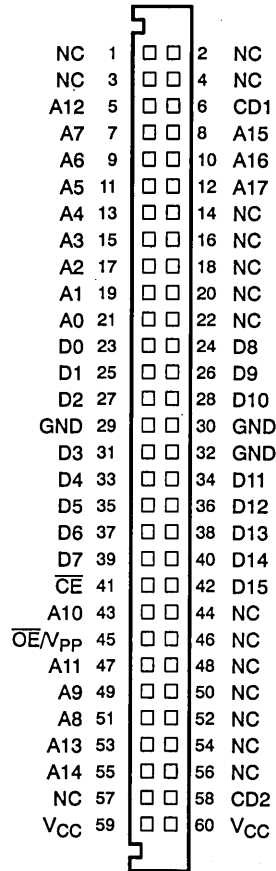 NC 1 2 NC
NC 3 4 NC
A12 5 6 CD1
A7 7 8 A15
A6 9 10 A16
A5 11 12 A17
A4 13 14 NC
A3 15 16 NC
A2 17 18 NC
A1 19 20 NC
A0 21 22 NC
D0 23 24 D8
D1 25 26 D9
D2 27 28 D10
GND 29 30 GND
D3 31 32 GND
D4 33 34 D11
D5 35 36 D12
D6 37 38 D13
D7 39 40 D14
C̅E̅ 41 42 D15
A10 43 44 NC
O̅E̅/VPP 45 46 NC
A11 47 48 NC
A9 49 50 NC
A8 51 52 NC
A13 53 54 NC
A14 55 56 NC
NC 57 58 CD2
VCC 59 60 VCC